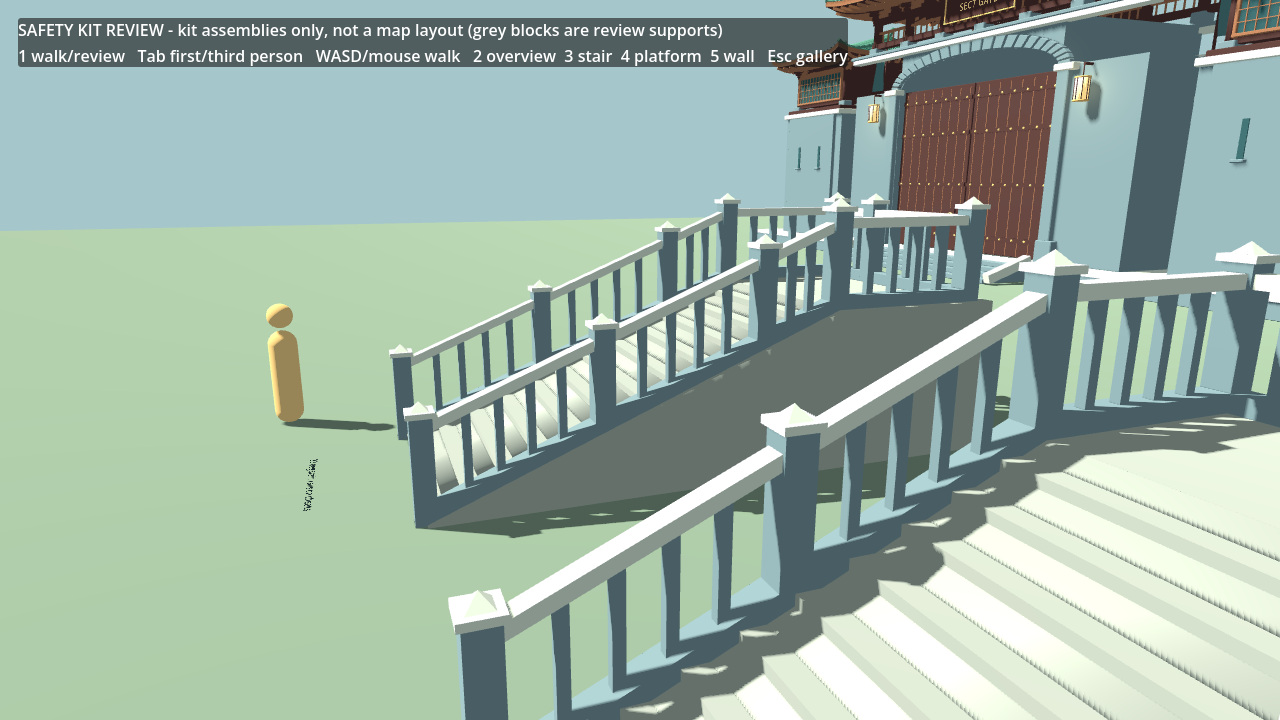 SAFETY KIT REVIEW - kit assemblies only, not a map layout (grey blocks are review supports)
1 walk/review   Tab first/third person   WASD/mouse walk   2 overview  3 stair  4 platform  5 wall   Esc gallery
SECT GATE